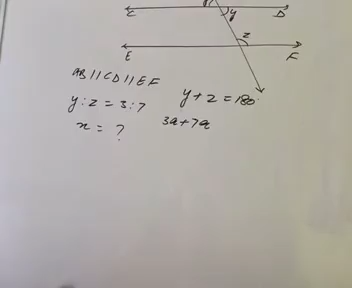 C y D
z
E F
AB || CD || EF
y : z = 3 : 7 y + z = 180
x = ? 3a + 7a